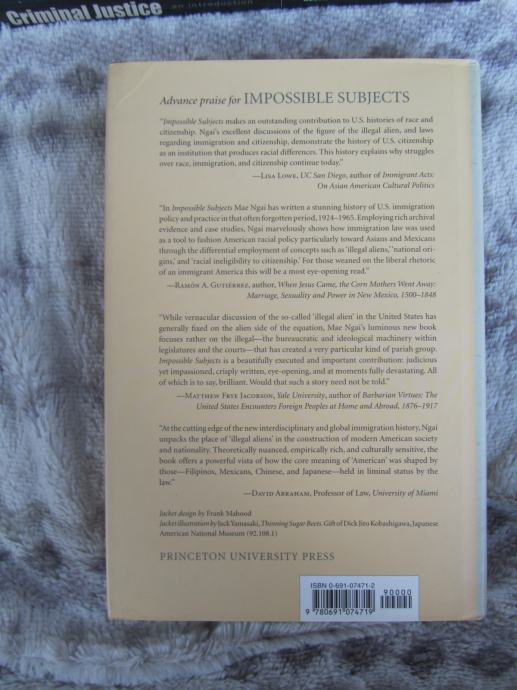 Criminal Justice an introduction
Advance praise for IMPOSSIBLE SUBJECTS
"Impossible Subjects makes an outstanding contribution to U.S. histories of race and
citizenship. Ngai's excellent discussions of the figure of the illegal alien, and laws
regarding immigration and citizenship, demonstrate the history of U.S. citizenship
as an institution that produces racial differences. This history explains why struggles
over race, immigration, and citizenship continue today."
—LISA LOWE, UC San Diego, author of Immigrant Acts:
On Asian American Cultural Politics
"In Impossible Subjects Mae Ngai has written a stunning history of U.S. immigration
policy and practice in that often forgotten period, 1924–1965. Employing rich archival
evidence and case studies, Ngai marvelously shows how immigration law was used
as a tool to fashion American racial policy particularly toward Asians and Mexicans
through the differential employment of concepts such as 'illegal aliens,' 'national ori-
gins,' and 'racial ineligibility to citizenship.' For those weaned on the liberal rhetoric
of an immigrant America this will be a most eye-opening read."
—RAMÓN A. GUTIÉRREZ, author, When Jesus Came, the Corn Mothers Went Away:
Marriage, Sexuality and Power in New Mexico, 1500–1848
"While vernacular discussion of the so-called 'illegal alien' in the United States has
generally fixed on the alien side of the equation, Mae Ngai's luminous new book
focuses rather on the illegal—the bureaucratic and ideological machinery within
legislatures and the courts—that has created a very particular kind of pariah group.
Impossible Subjects is a beautifully executed and important contribution: judicious
yet impassioned, crisply written, eye-opening, and at moments fully devastating. All
of which is to say, brilliant. Would that such a story need not be told."
—MATTHEW FRYE JACOBSON, Yale University, author of Barbarian Virtues: The
United States Encounters Foreign Peoples at Home and Abroad, 1876–1917
"At the cutting edge of the new interdisciplinary and global immigration history, Ngai
unpacks the place of 'illegal aliens' in the construction of modern American society
and nationality. Theoretically nuanced, empirically rich, and culturally sensitive, the
book offers a powerful vista of how the core meaning of 'American' was shaped by
those—Filipinos, Mexicans, Chinese, and Japanese—held in liminal status by the
law."
—DAVID ABRAHAM, Professor of Law, University of Miami
Jacket design by Frank Mahood
Jacket illustration by Jack Yamasaki, Thinning Sugar Beets. Gift of Dick Jiro Kobashigawa, Japanese
American National Museum (92.108.1)
PRINCETON UNIVERSITY PRESS
ISBN 0-691-07471-2
90000
9 780691 074719